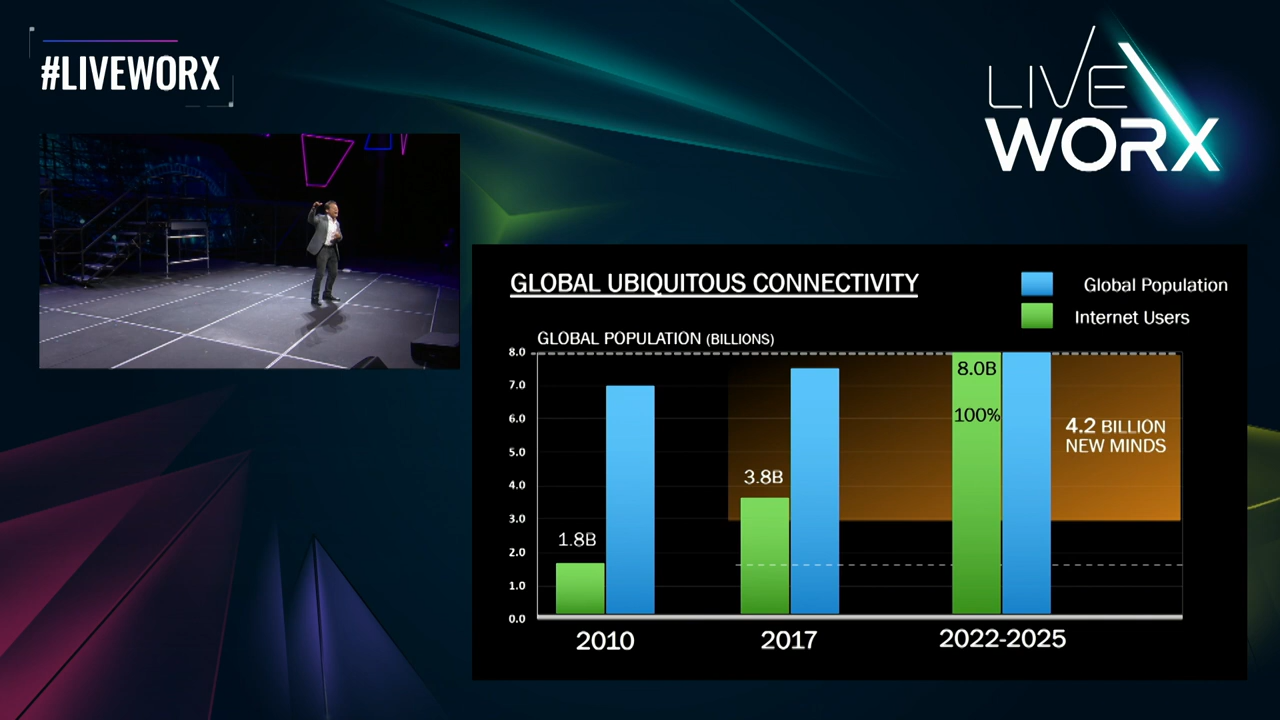 #LIVEWORX
LIVE
WORX
GLOBAL UBIQUITOUS CONNECTIVITY
Global Population
Internet Users
GLOBAL POPULATION (BILLIONS)
8.0
7.0
6.0
5.0
4.0
3.0
2.0
1.0
0.0
1.8B
3.8B
8.0B
100%
4.2 BILLION
NEW MINDS
2010
2017
2022-2025